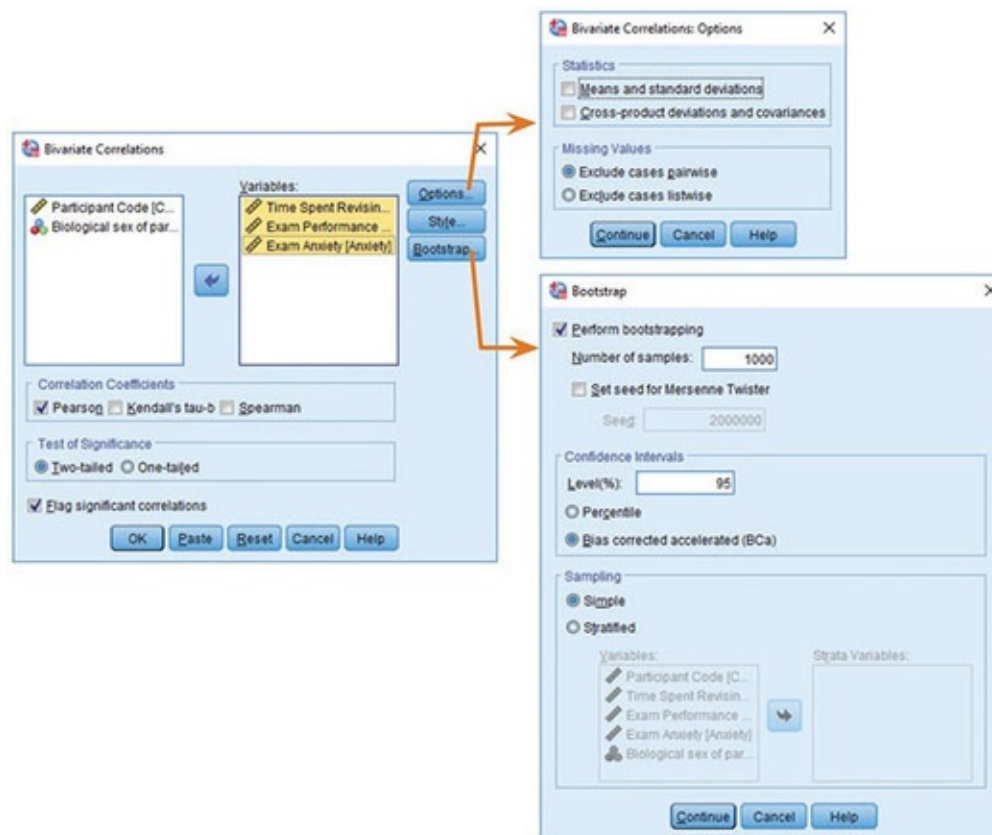 Bivariate Correlations
Participant Code [C...
Biological sex of par...
Variables:
Time Spent Revisin...
Exam Performance ...
Exam Anxiety [Anxiety]
Options...
Style...
Bootstrap...
Correlation Coefficients
Pearson Kendall's tau-b Spearman
Test of Significance
Two-tailed One-tailed
Flag significant correlations
OK Paste Reset Cancel Help
Bivariate Correlations: Options
Statistics
Means and standard deviations
Cross-product deviations and covariances
Missing Values
Exclude cases pairwise
Exclude cases listwise
Continue Cancel Help
Bootstrap
Perform bootstrapping
Number of samples: 1000
Set seed for Mersenne Twister
Seed: 2000000
Confidence Intervals
Level(%): 95
Percentile
Bias corrected accelerated (BCa)
Sampling
Simple
Stratified
Variables: Strata Variables:
Participant Code [C...
Time Spent Revisin...
Exam Performance ...
Exam Anxiety [Anxiety]
Biological sex of par...
Continue Cancel Help